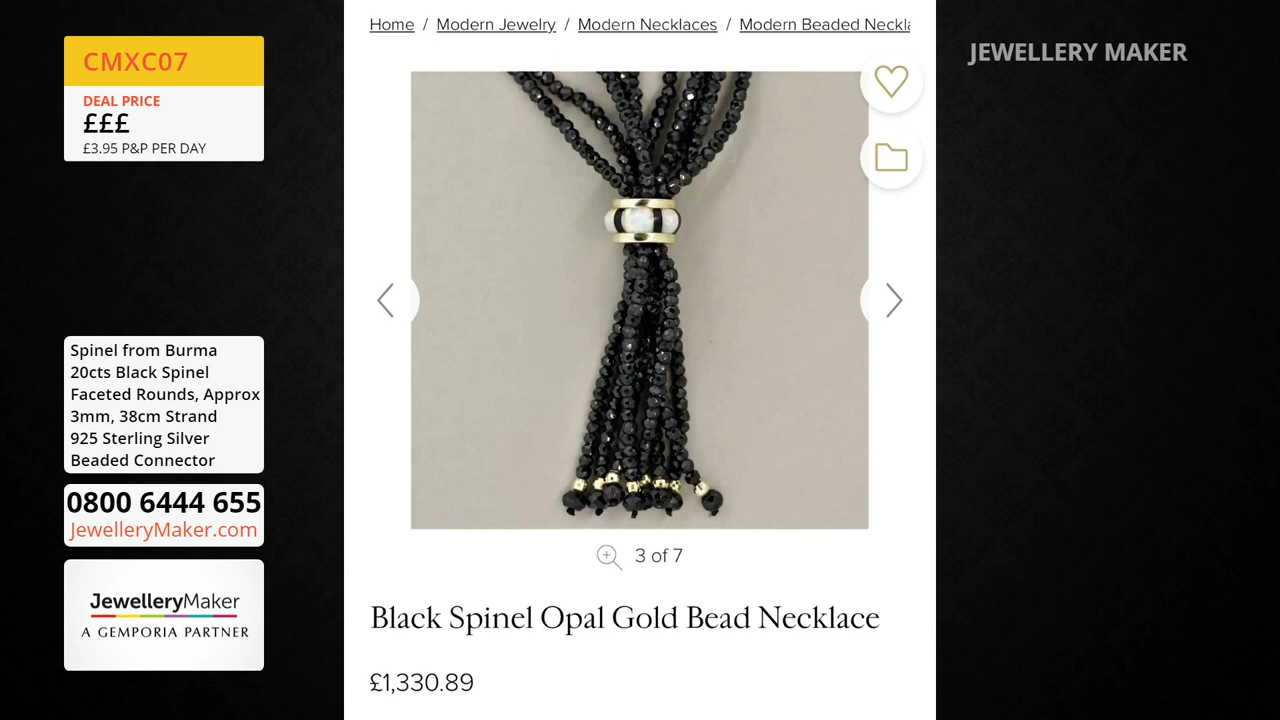 CMXC07
DEAL PRICE
£££
£3.95 P&P PER DAY
Spinel from Burma
20cts Black Spinel
Faceted Rounds, Approx
3mm, 38cm Strand
925 Sterling Silver
Beaded Connector
0800 6444 655
JewelleryMaker.com
JewelleryMaker
A GEMPORIA PARTNER
Home / Modern Jewelry / Modern Necklaces / Modern Beaded Neckla
3 of 7
Black Spinel Opal Gold Bead Necklace
£1,330.89
JEWELLERY MAKER